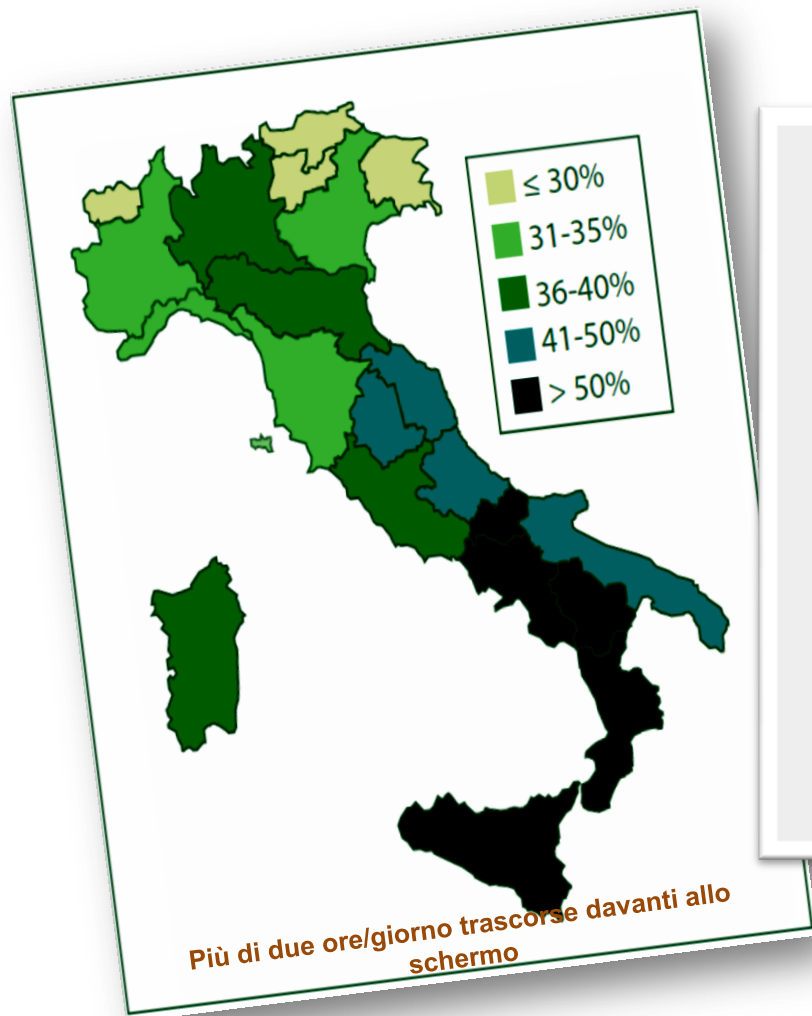 ≤ 30%
31-35%
36-40%
41-50%
> 50%
Più di due ore/giorno trascorse davanti allo
schermo